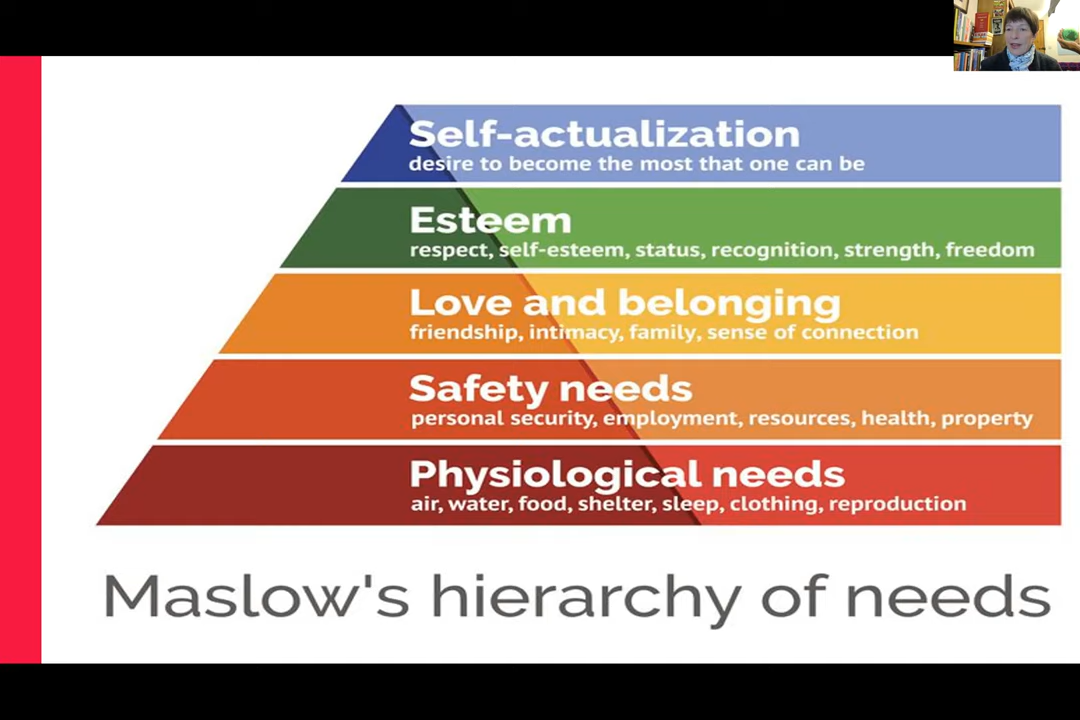 Self-actualization
desire to become the most that one can be
Esteem
respect, self-esteem, status, recognition, strength, freedom
Love and belonging
friendship, intimacy, family, sense of connection
Safety needs
personal security, employment, resources, health, property
Physiological needs
air, water, food, shelter, sleep, clothing, reproduction
Maslow's hierarchy of needs